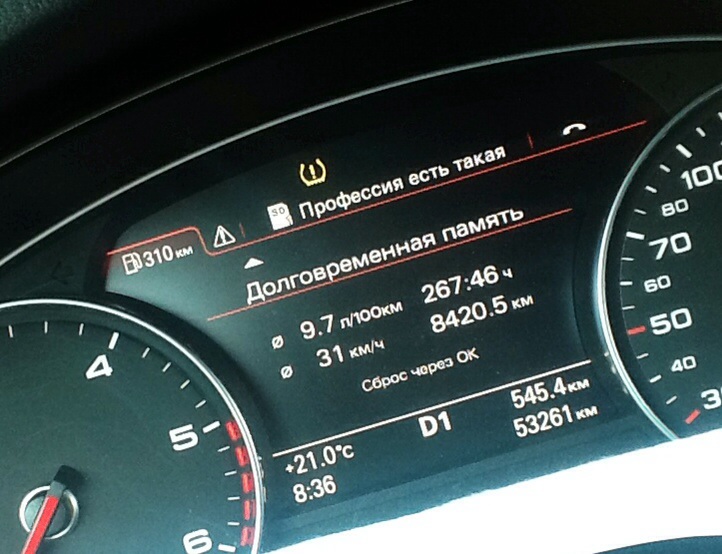 SD Профессия есть такая
310 км
Долговременная память
ø 9.7 л/100км 267:46 ч
ø 31 км/ч 8420.5 км
Сброс через OK
+21.0°C D1 545.4 км
8:36 53261 км
4
5
6
100
80
70
60
50
40